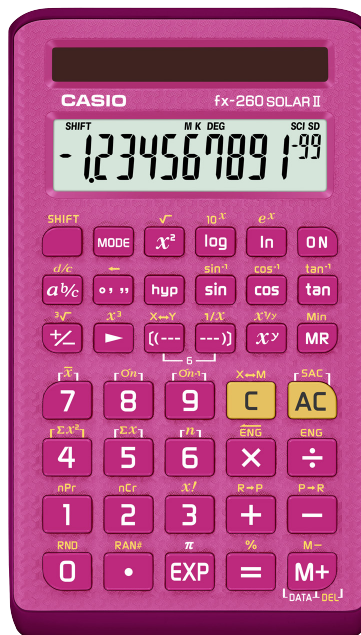 CASIO fx-260 SOLAR II
SHIFT M K DEG SCI SD
-1.234567891-99
SHIFT √ 10ˣ eˣ
MODE x² log ln ON
d/c ← sin⁻¹ cos⁻¹ tan⁻¹
a b/c o,,, hyp sin cos tan
³√ x³ X↔Y 1/x x¹/ʸ Min
+/− ► [(--- ---)] xʸ MR
6
x̄ σn σn-1 X↔M SAC
7 8 9 C AC
Σx² Σx n ENG ENG
4 5 6 × ÷
nPr nCr x! R→P P→R
1 2 3 + −
RND RAN# π % M−
0 • EXP = M+
DATA DEL